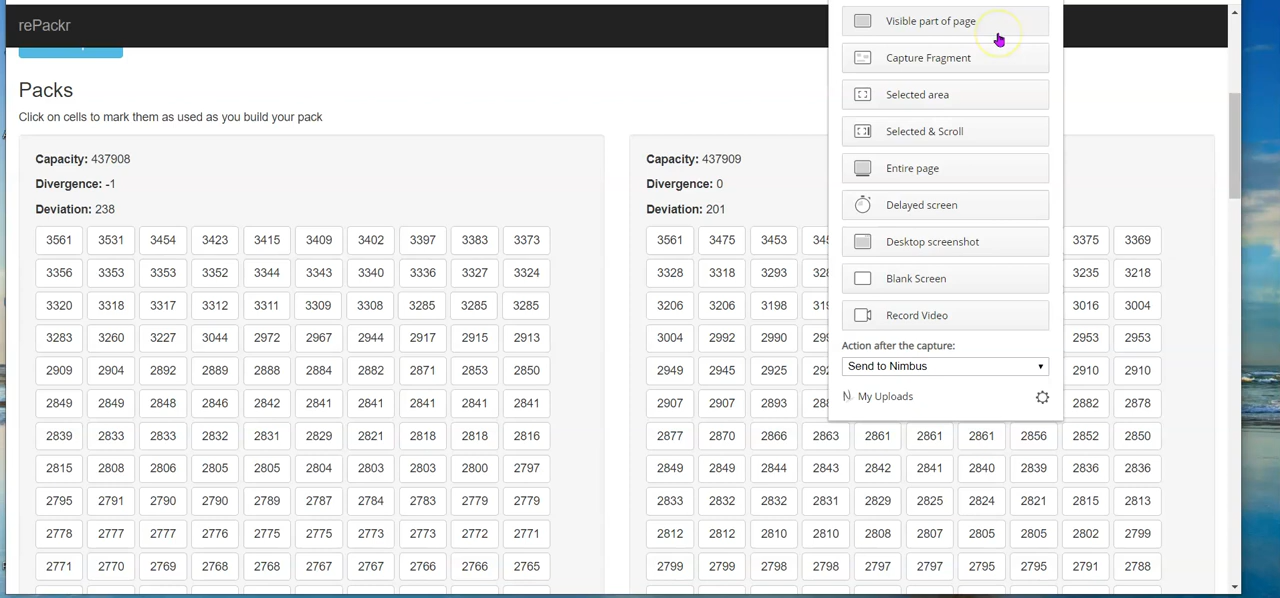 rePackr
Packs
Click on cells to mark them as used as you build your pack
Capacity: 437908
Divergence: -1
Deviation: 238
3561 3531 3454 3423 3415 3409 3402 3397 3383 3373
3356 3353 3353 3352 3344 3343 3340 3336 3327 3324
3320 3318 3317 3312 3311 3309 3308 3285 3285 3285
3283 3260 3227 3044 2972 2967 2944 2917 2915 2913
2909 2904 2892 2889 2888 2884 2882 2871 2853 2850
2849 2849 2848 2846 2842 2841 2841 2841 2841 2841
2839 2833 2833 2832 2831 2829 2821 2818 2818 2816
2815 2808 2806 2805 2805 2804 2803 2803 2800 2797
2795 2791 2790 2790 2789 2787 2784 2783 2779 2779
2778 2777 2777 2776 2775 2775 2773 2773 2772 2771
2771 2770 2769 2768 2768 2767 2767 2766 2766 2765
Capacity: 437909
Divergence: 0
Deviation: 201
3561 3475 3453 3375 3369
3328 3318 3293 3235 3218
3206 3206 3198 3016 3004
3004 2992 2990 2953 2953
2949 2945 2925 2910 2910
2907 2907 2893 2882 2878
2877 2870 2866 2863 2861 2861 2861 2856 2852 2850
2849 2849 2844 2843 2842 2841 2840 2839 2836 2836
2833 2832 2832 2831 2829 2825 2824 2821 2815 2813
2812 2812 2810 2810 2808 2807 2805 2805 2802 2799
2799 2799 2798 2798 2797 2797 2795 2795 2791 2788
Visible part of page
Capture Fragment
Selected area
Selected & Scroll
Entire page
Delayed screen
Desktop screenshot
Blank Screen
Record Video
Action after the capture:
Send to Nimbus
My Uploads